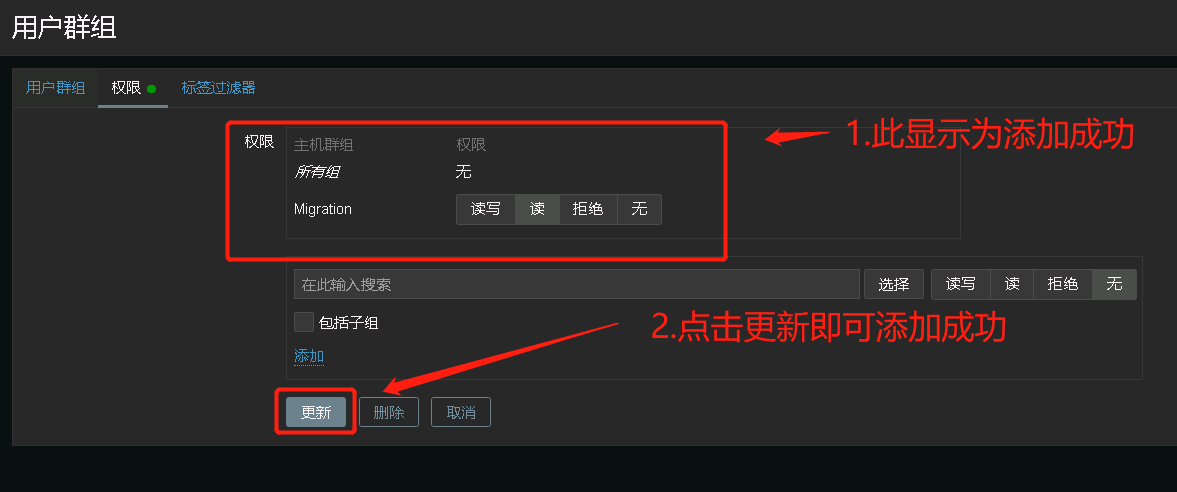 用户群组
用户群组 权限 标签过滤器
权限 主机群组 权限
所有组 无
Migration 读写 读 拒绝 无
1.此显示为添加成功
在此输入搜索 选择 读写 读 拒绝 无
包括子组
2.点击更新即可添加成功
添加
更新 删除 取消